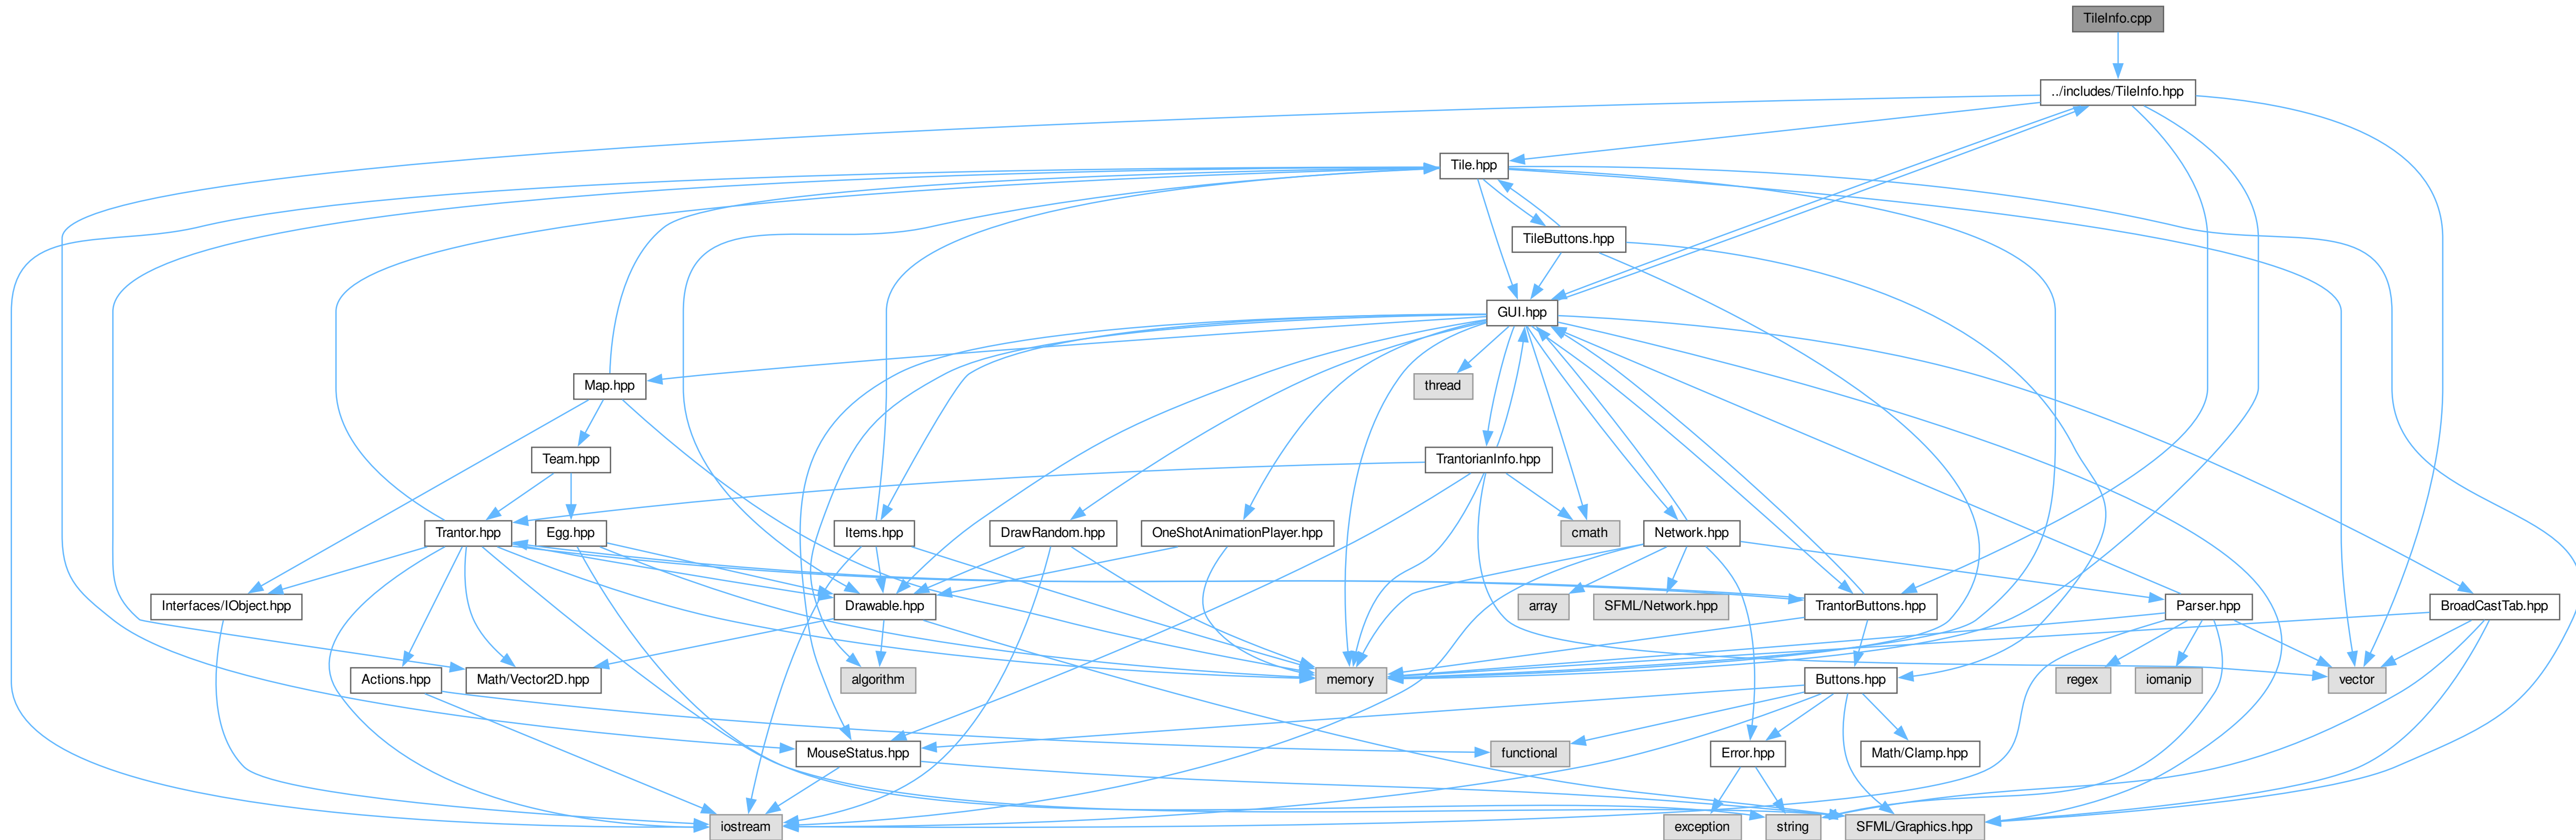 TileInfo.cpp
../includes/TileInfo.hpp
Tile.hpp
TileButtons.hpp
GUI.hpp
Map.hpp
thread
Team.hpp
TrantorianInfo.hpp
Trantor.hpp
Egg.hpp
Items.hpp
DrawRandom.hpp
OneShotAnimationPlayer.hpp
cmath
Network.hpp
Interfaces/IObject.hpp
Drawable.hpp
array
SFML/Network.hpp
TrantorButtons.hpp
Parser.hpp
BroadCastTab.hpp
Actions.hpp
Math/Vector2D.hpp
algorithm
memory
Buttons.hpp
regex
iomanip
vector
MouseStatus.hpp
functional
Error.hpp
Math/Clamp.hpp
iostream
exception
string
SFML/Graphics.hpp